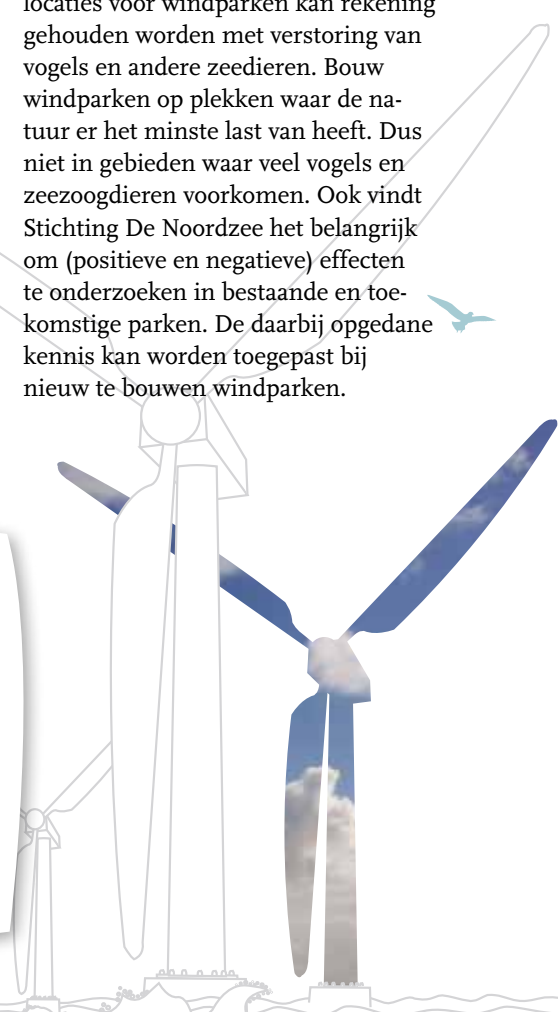 locaties voor windparken kan rekening
gehouden worden met verstoring van
vogels en andere zeedieren. Bouw
windparken op plekken waar de na-
tuur er het minste last van heeft. Dus
niet in gebieden waar veel vogels en
zeezoogdieren voorkomen. Ook vindt
Stichting De Noordzee het belangrijk
om (positieve en negatieve) effecten
te onderzoeken in bestaande en toe-
komstige parken. De daarbij opgedane
kennis kan worden toegepast bij
nieuw te bouwen windparken.